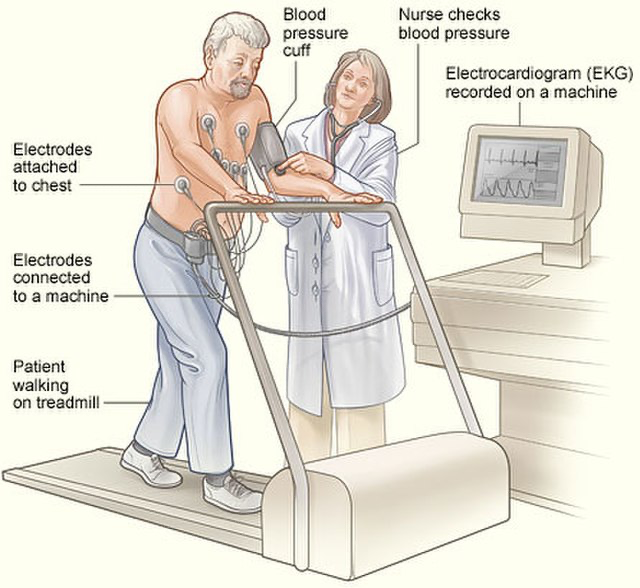 Blood
pressure
cuff
Nurse checks
blood pressure
Electrocardiogram (EKG)
recorded on a machine
Electrodes
attached
to chest
Electrodes
connected
to a machine
Patient
walking
on treadmill